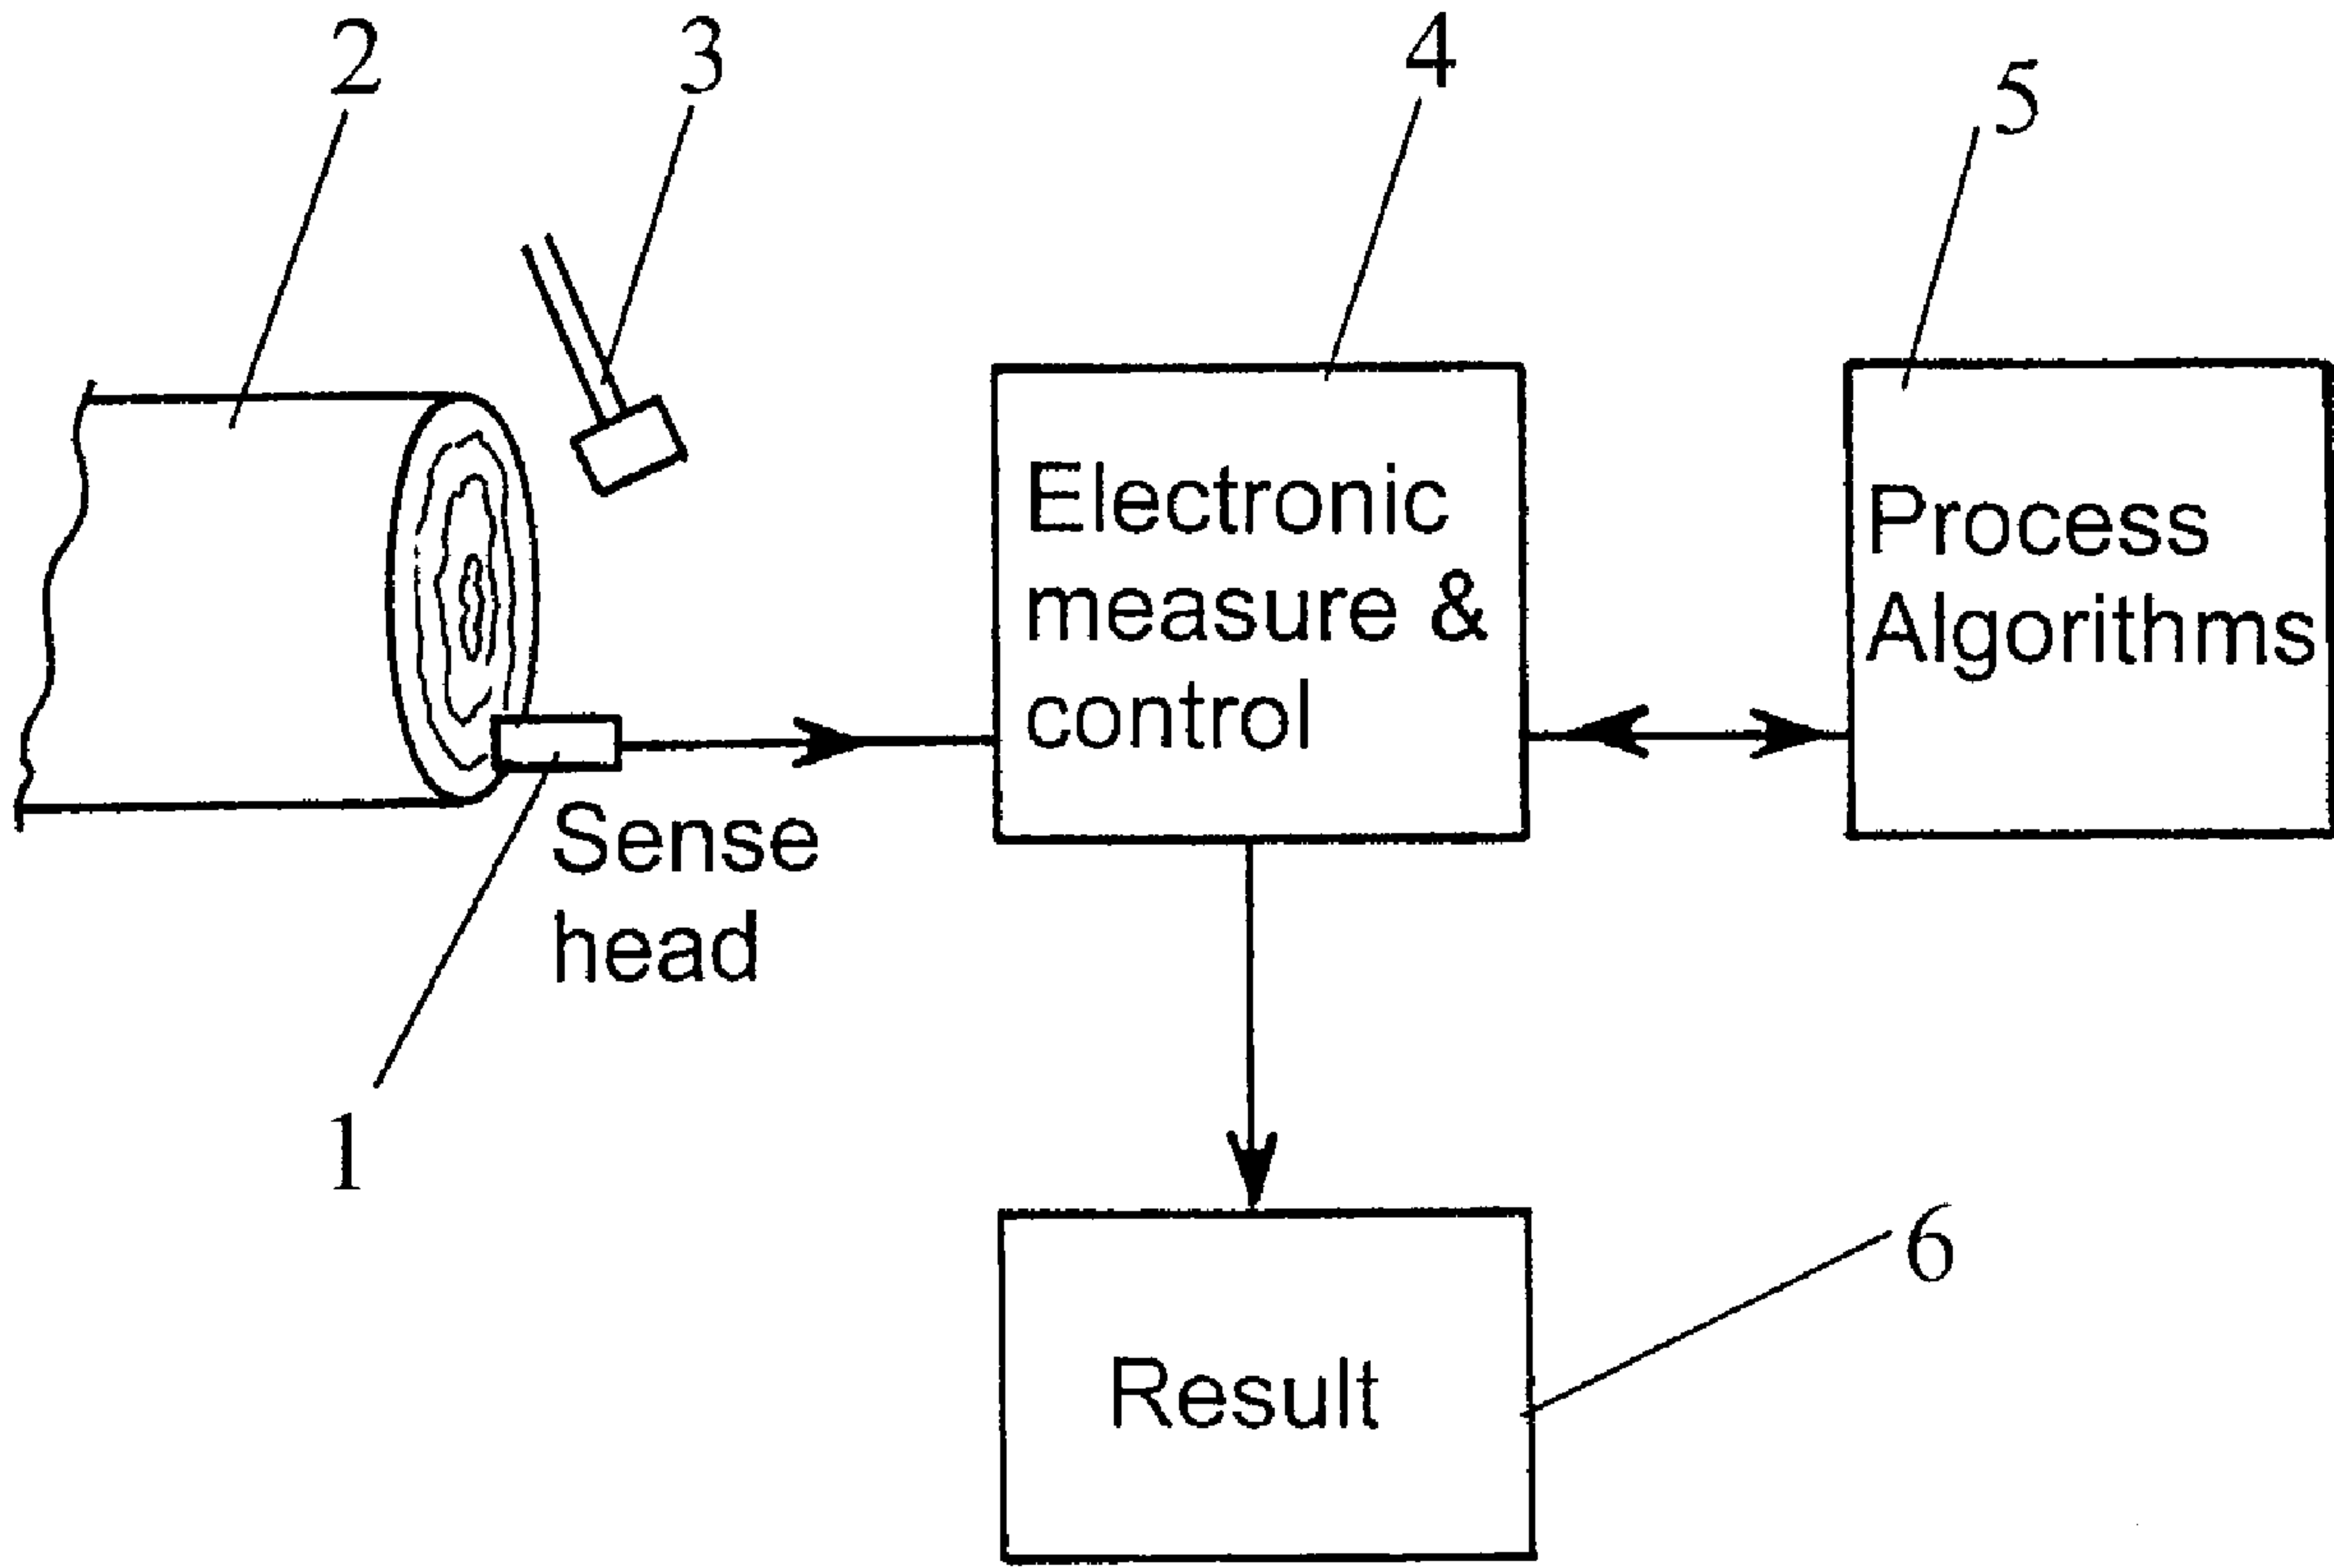 2
3
4
5
Electronic
measure &
control
Process
Algorithms
Sense
head
1
6
Result